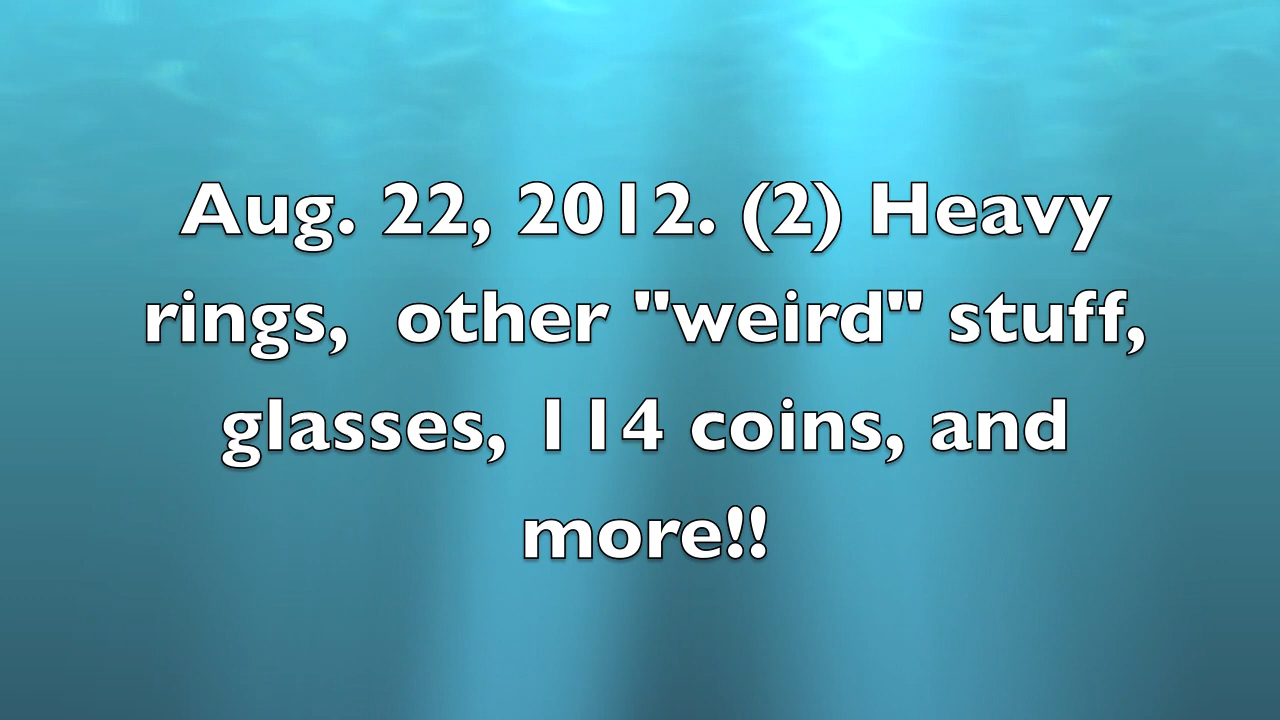 Aug. 22, 2012. (2) Heavy
rings,  other "weird" stuff,
glasses, 114 coins, and
more!!